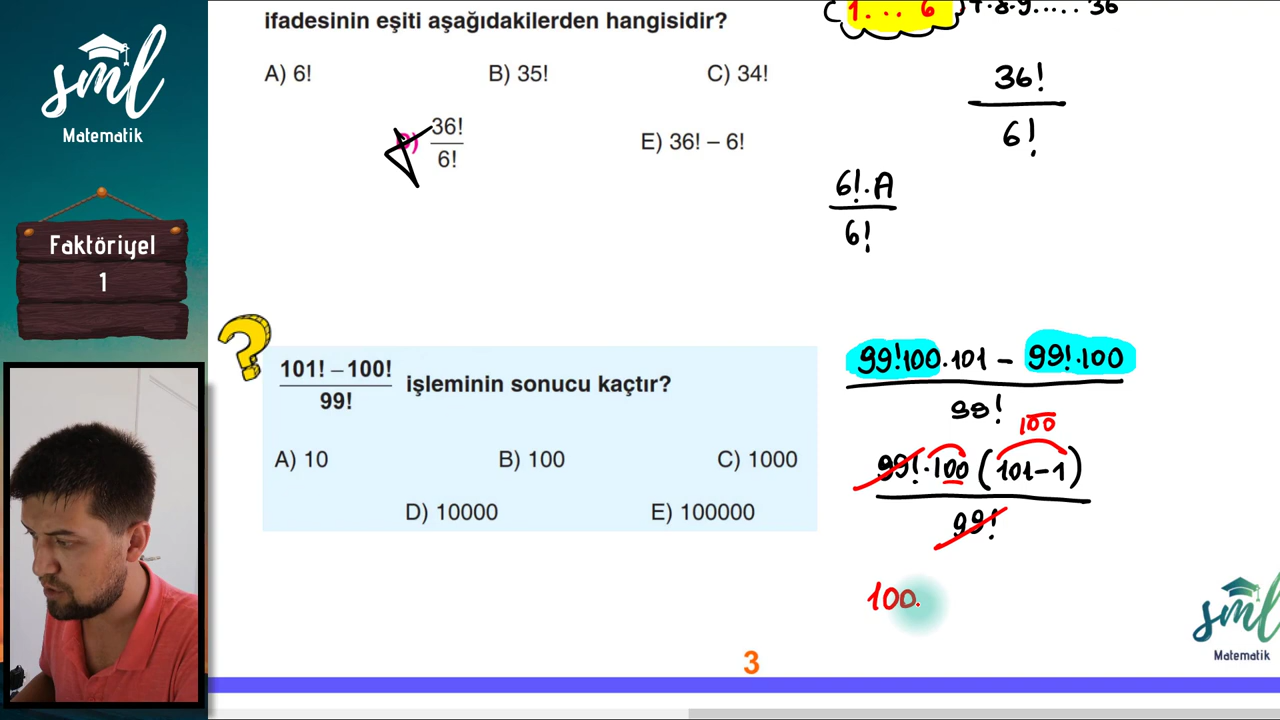 sml
Matematik
Faktöriyel
1
ifadesinin eşiti aşağıdakilerden hangisidir?
A) 6!
B) 35!
C) 34!
D) 36!
6!
E) 36! – 6!
101! – 100!
99!
işleminin sonucu kaçtır?
A) 10
B) 100
C) 1000
D) 10000
E) 100000
1 . . . 6 7.8.9..... 36
36!
6!
6!.A
6!
99!100.101 – 99!.100
99!
100
99!.100 (101–1)
99!
100.
3
sml
Matematik